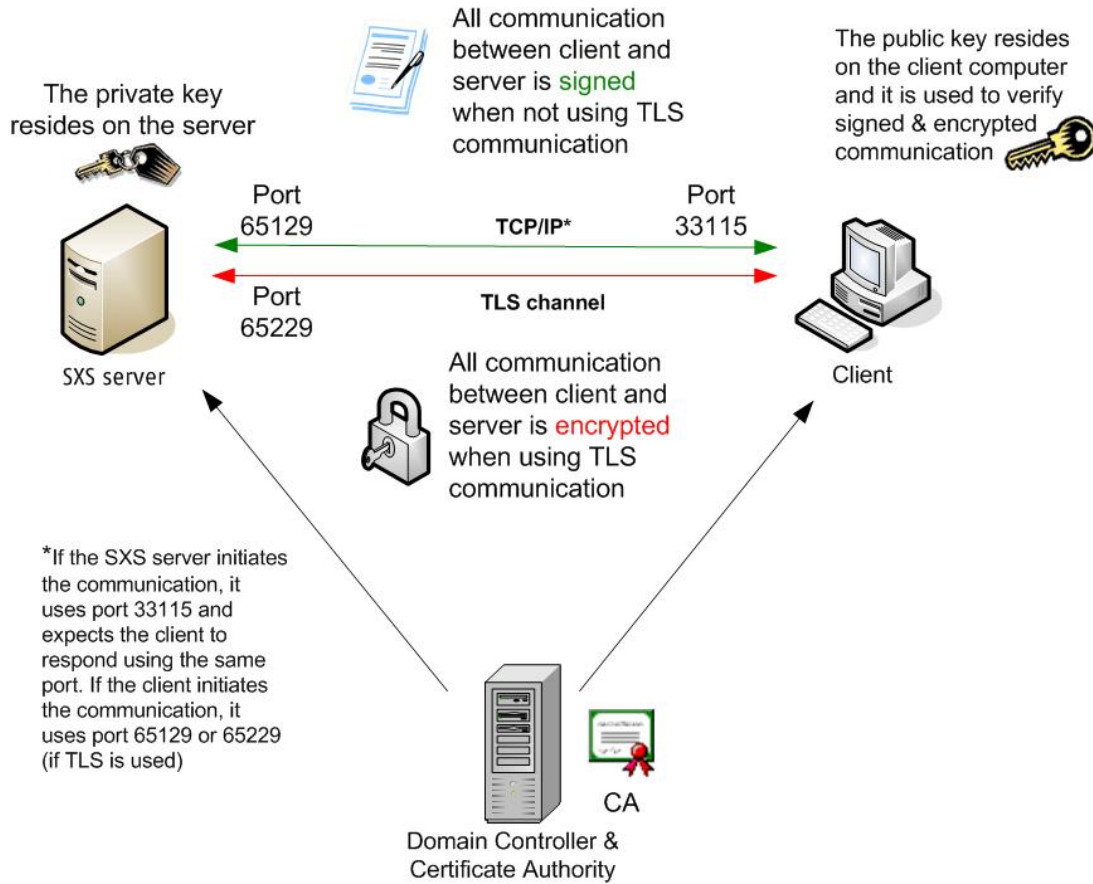 All communication
between client and
server is signed
when not using TLS
communication
The public key resides
on the client computer
and it is used to verify
signed & encrypted
communication
The private key
resides on the server
Port
65129
TCP/IP*
Port
33115
Port
65229
TLS channel
SXS server
Client
All communication
between client and
server is encrypted
when using TLS
communication
*If the SXS server initiates
the communication, it
uses port 33115 and
expects the client to
respond using the same
port. If the client initiates
the communication, it
uses port 65129 or 65229
(if TLS is used)
CA
Domain Controller &
Certificate Authority